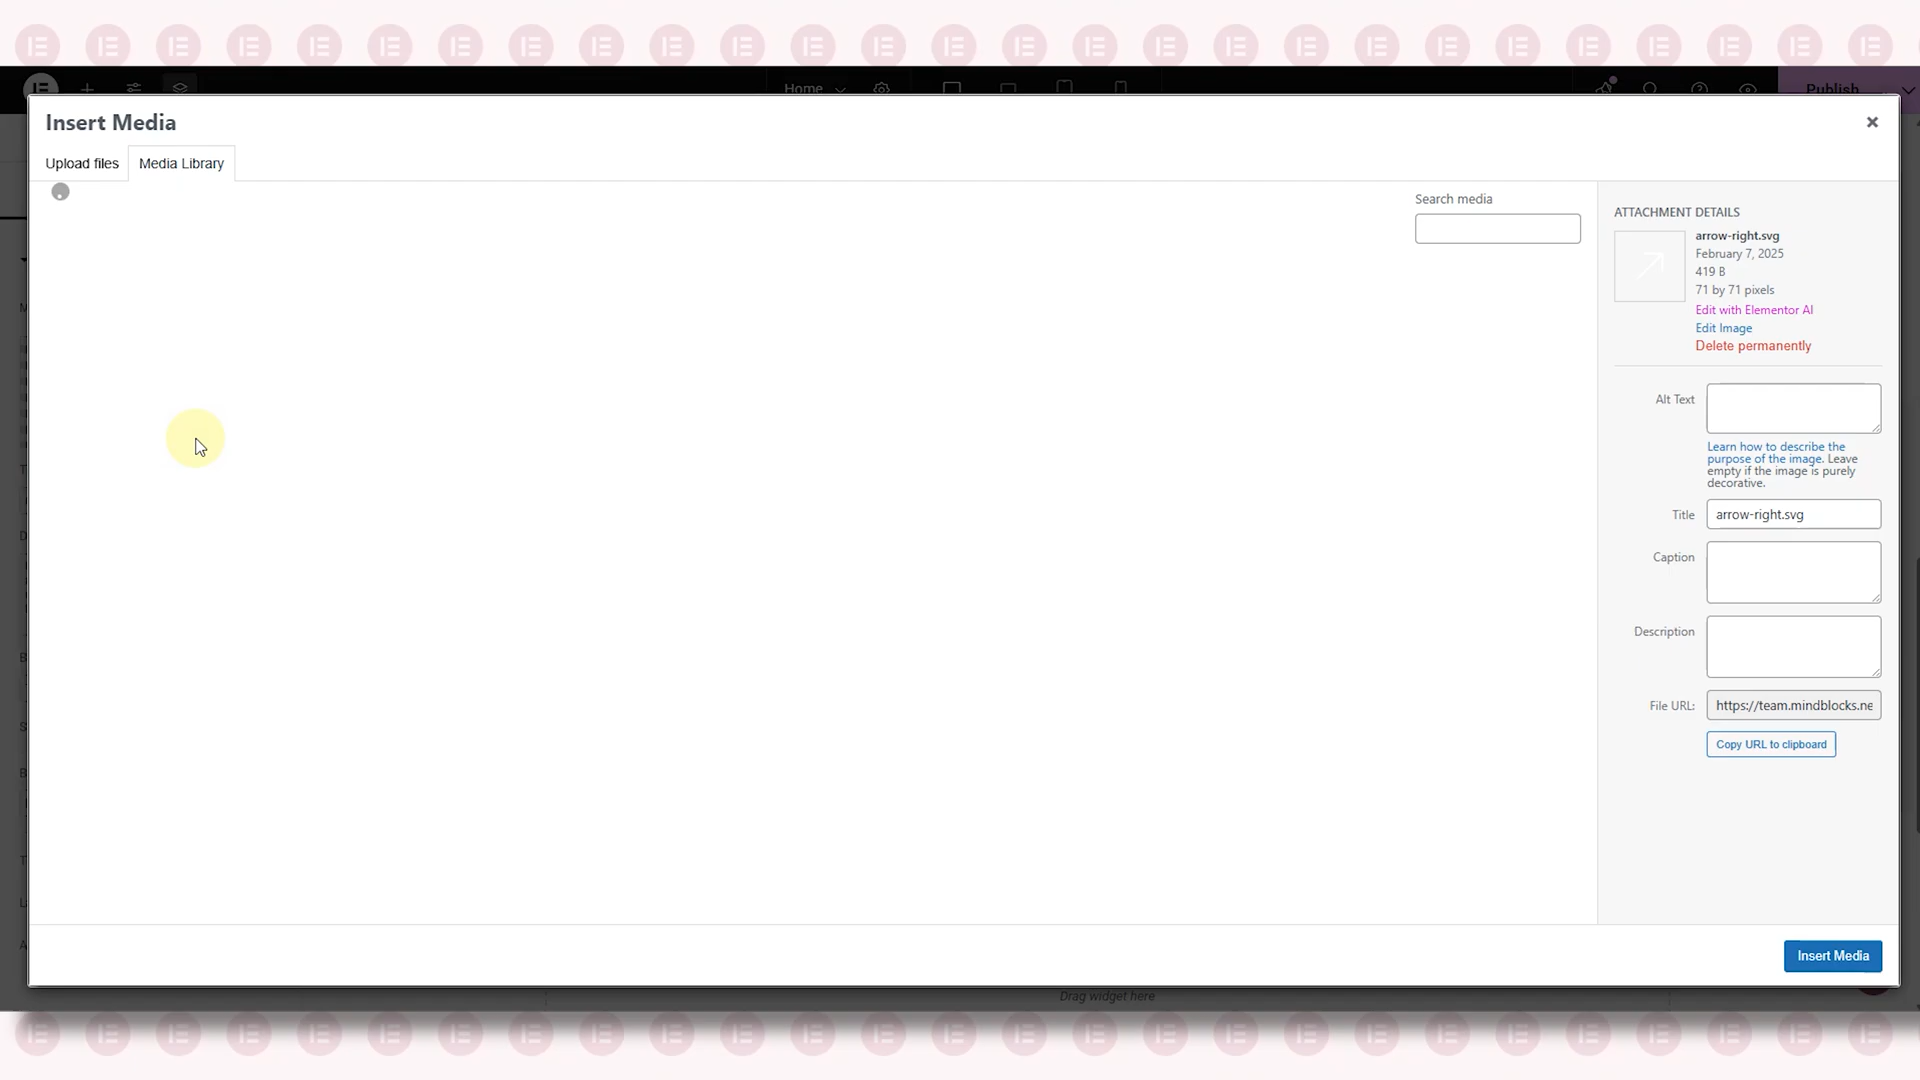 Home
Publish
Insert Media
Upload files
Media Library
Search media
ATTACHMENT DETAILS
arrow-right.svg
February 7, 2025
419 B
71 by 71 pixels
Edit with Elementor AI
Edit Image
Delete permanently
Alt Text
Learn how to describe the
purpose of the image. Leave
empty if the image is purely
decorative.
Title
arrow-right.svg
Caption
Description
File URL:
https://team.mindblocks.ne
Copy URL to clipboard
Insert Media
Drag widget here